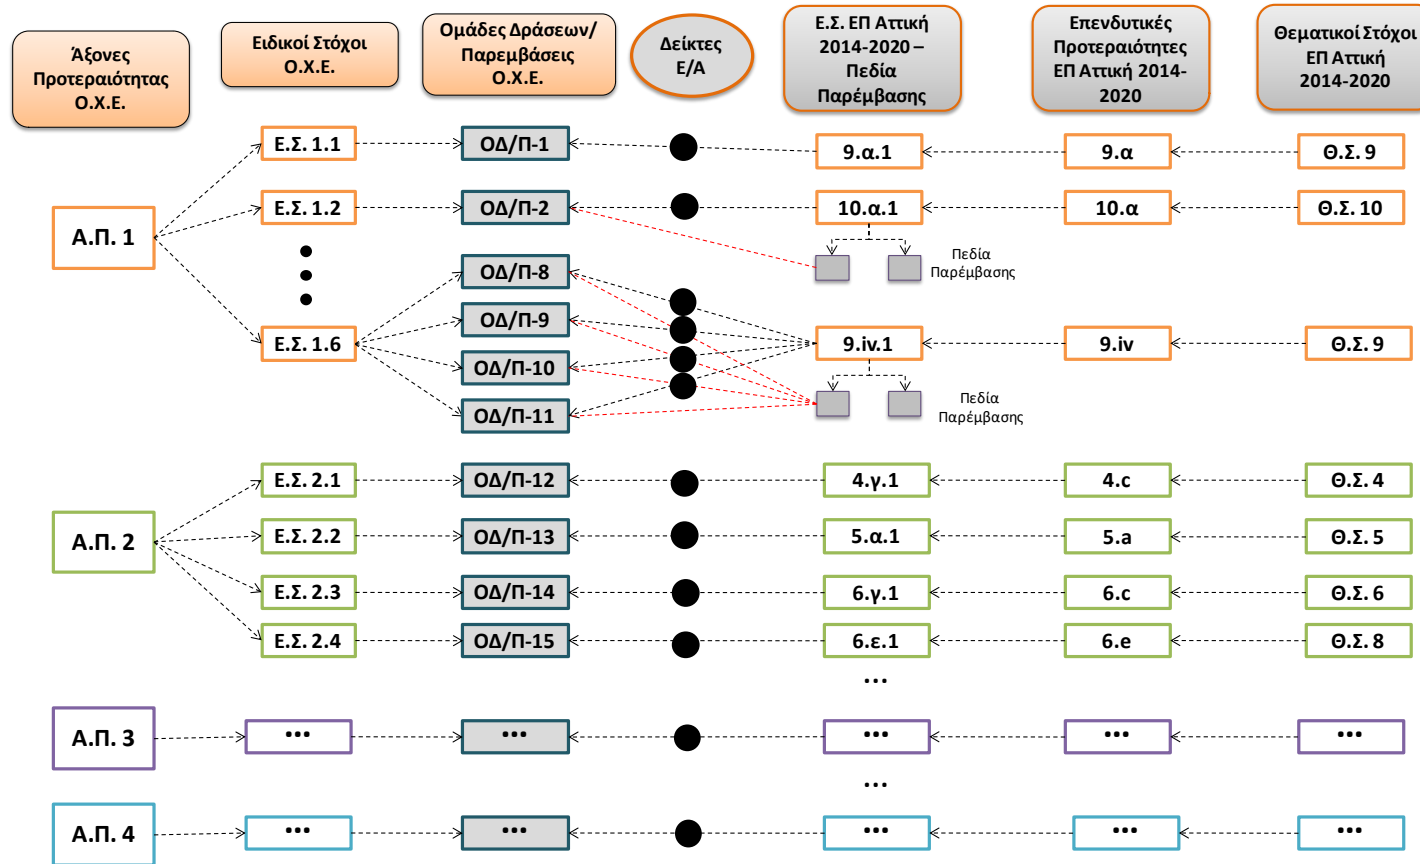 Άξονες
Προτεραιότητας
Ο.Χ.Ε.
Ειδικοί Στόχοι
Ο.Χ.Ε.
Ομάδες Δράσεων/
Παρεμβάσεις
Ο.Χ.Ε.
Δείκτες
Ε/Α
Ε.Σ. ΕΠ Αττική
2014-2020 –
Πεδία
Παρέμβασης
Επενδυτικές
Προτεραιότητες
ΕΠ Αττική 2014-
2020
Θεματικοί Στόχοι
ΕΠ Αττική
2014-2020
Α.Π. 1
Ε.Σ. 1.1
ΟΔ/Π-1
9.α.1
9.α
Θ.Σ. 9
Ε.Σ. 1.2
ΟΔ/Π-2
10.α.1
10.α
Θ.Σ. 10
Πεδία
Παρέμβασης
ΟΔ/Π-8
ΟΔ/Π-9
Ε.Σ. 1.6
ΟΔ/Π-10
ΟΔ/Π-11
9.iv.1
9.iv
Θ.Σ. 9
Πεδία
Παρέμβασης
Α.Π. 2
Ε.Σ. 2.1
ΟΔ/Π-12
4.γ.1
4.c
Θ.Σ. 4
Ε.Σ. 2.2
ΟΔ/Π-13
5.α.1
5.a
Θ.Σ. 5
Ε.Σ. 2.3
ΟΔ/Π-14
6.γ.1
6.c
Θ.Σ. 6
Ε.Σ. 2.4
ΟΔ/Π-15
6.ε.1
6.e
Θ.Σ. 8
...
Α.Π. 3
...
...
...
...
...
...
Α.Π. 4
...
...
...
...
...